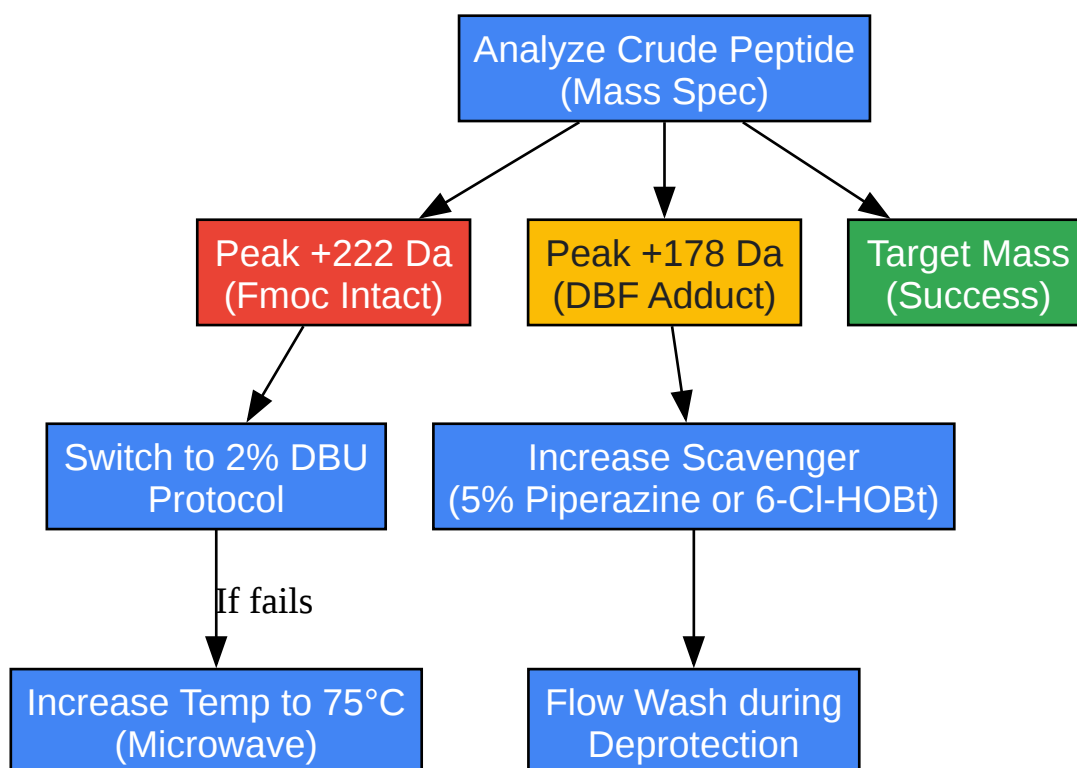 Analyze Crude Peptide
(Mass Spec)
Peak +222 Da
(Fmoc Intact)
Peak +178 Da
(DBF Adduct)
Target Mass
(Success)
Switch to 2% DBU
Protocol
Increase Scavenger
(5% Piperazine or 6-Cl-HOBt)
If fails
Increase Temp to 75°C
(Microwave)
Flow Wash during
Deprotection